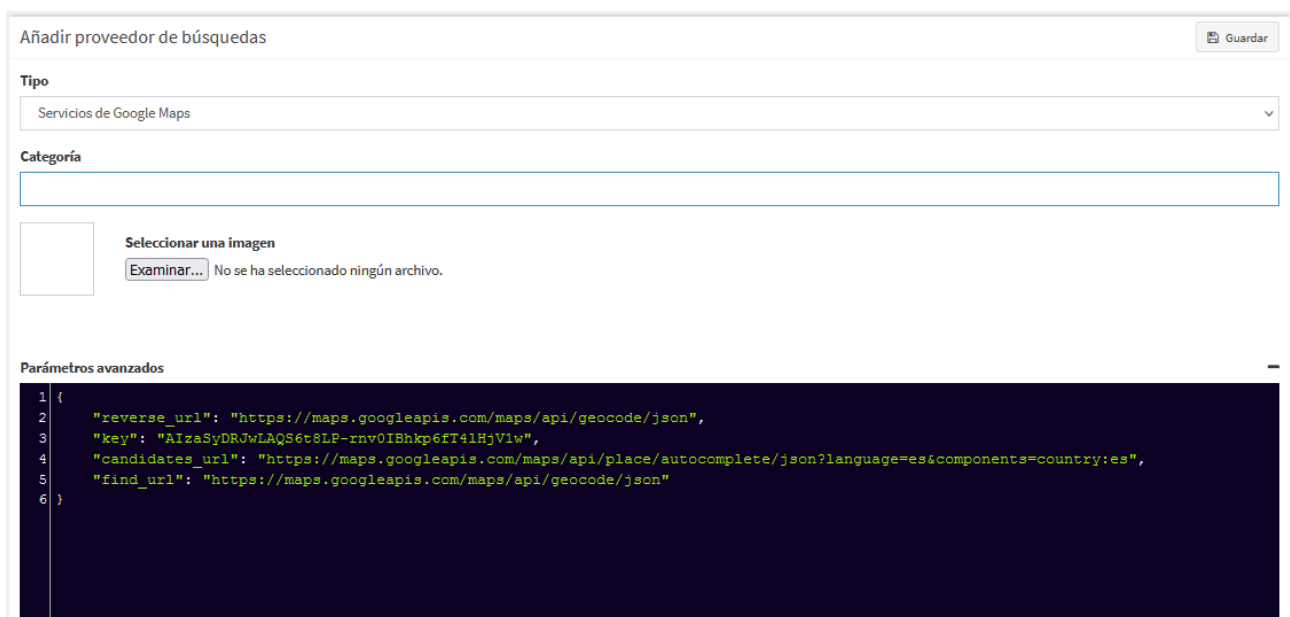 Añadir proveedor de búsquedas
Guardar
Tipo
Servicios de Google Maps
Categoría
Seleccionar una imagen
Examinar... No se ha seleccionado ningún archivo.
Parámetros avanzados
1 {
2 "reverse_url": "https://maps.googleapis.com/maps/api/geocode/json",
3 "key": "AIzaSyDRJwLAQS6t8LP-rnv0IBhkp6fT4lHjV1w",
4 "candidates_url": "https://maps.googleapis.com/maps/api/place/autocomplete/json?language=es&components=country:es",
5 "find_url": "https://maps.googleapis.com/maps/api/geocode/json"
6 }